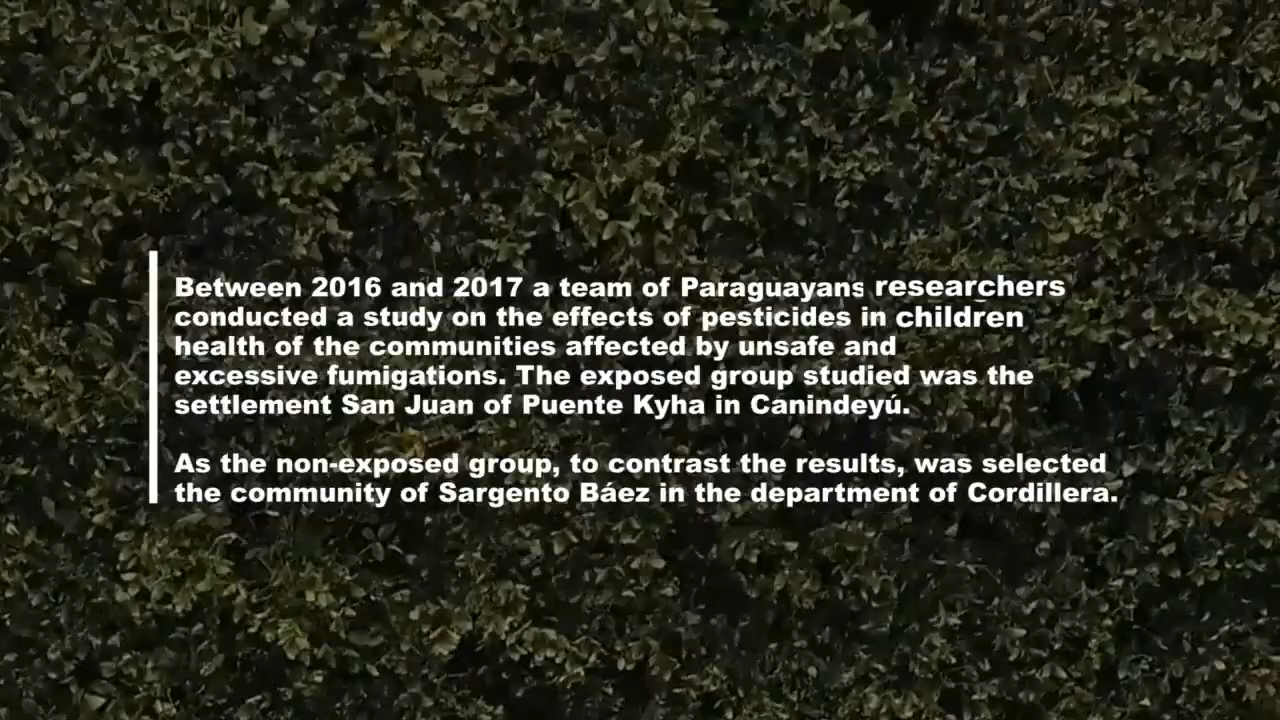 Between 2016 and 2017 a team of Paraguayans researchers
conducted a study on the effects of pesticides in children
health of the communities affected by unsafe and
excessive fumigations. The exposed group studied was the
settlement San Juan of Puente Kyha in Canindeyú.
As the non-exposed group, to contrast the results, was selected
the community of Sargento Báez in the department of Cordillera.